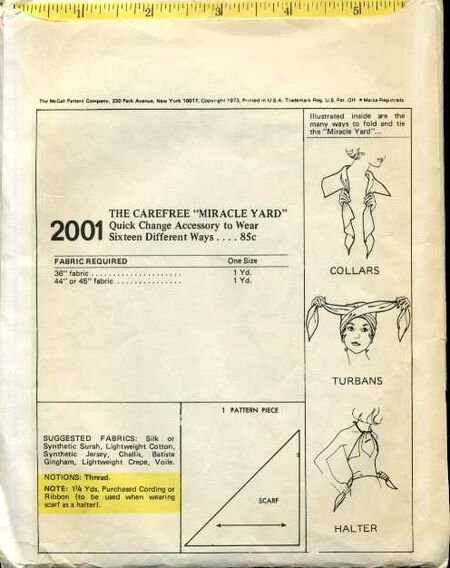 1 2 3 4 5
The McCall Pattern Company, 230 Park Avenue, New York 10017, Copyright 1973, Printed in U.S.A. Trademark Reg. U.S. Pat. Off. * Marca Registrada
Illustrated inside are the
many ways to fold and tie
the "Miracle Yard"...
COLLARS
TURBANS
HALTER
2001
THE CAREFREE "MIRACLE YARD"
Quick Change Accessory to Wear
Sixteen Different Ways . . . . 85c
FABRIC REQUIRED One Size
36" fabric . . . . . . . . . . . . . . . . . . . . . 1 Yd.
44" or 45" fabric . . . . . . . . . . . . . . . 1 Yd.
SUGGESTED FABRICS: Silk or
Synthetic Surah, Lightweight Cotton,
Synthetic Jersey, Challis, Batiste
Gingham, Lightweight Crepe, Voile.
NOTIONS: Thread.
NOTE: 1¼ Yds. Purchased Cording or
Ribbon (to be used when wearing
scarf as a halter).
1 PATTERN PIECE
SCARF